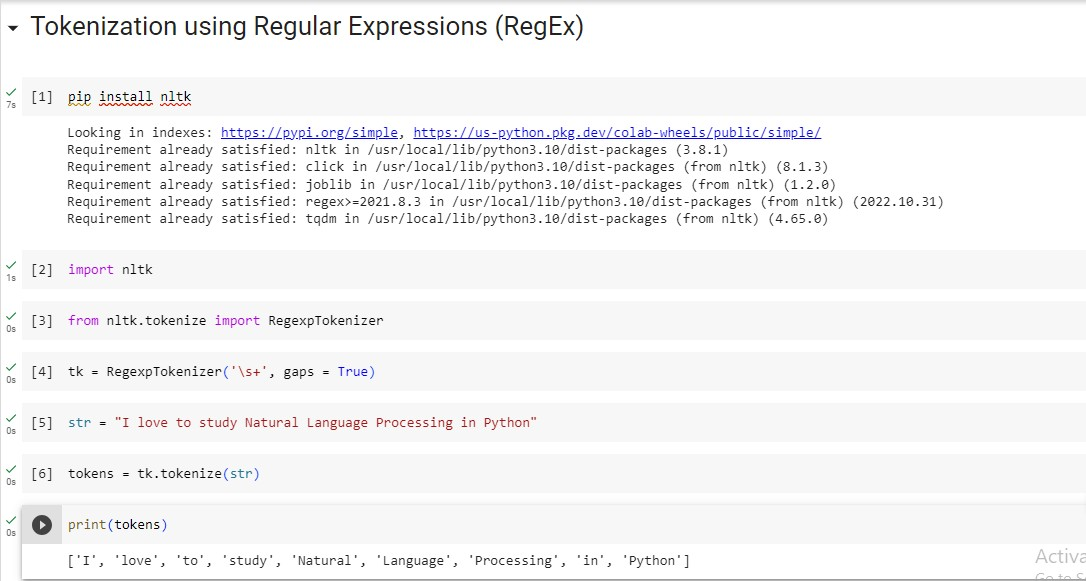 Tokenization using Regular Expressions (RegEx)
7s [1] pip install nltk
Looking in indexes: https://pypi.org/simple, https://us-python.pkg.dev/colab-wheels/public/simple/
Requirement already satisfied: nltk in /usr/local/lib/python3.10/dist-packages (3.8.1)
Requirement already satisfied: click in /usr/local/lib/python3.10/dist-packages (from nltk) (8.1.3)
Requirement already satisfied: joblib in /usr/local/lib/python3.10/dist-packages (from nltk) (1.2.0)
Requirement already satisfied: regex>=2021.8.3 in /usr/local/lib/python3.10/dist-packages (from nltk) (2022.10.31)
Requirement already satisfied: tqdm in /usr/local/lib/python3.10/dist-packages (from nltk) (4.65.0)
1s [2] import nltk
0s [3] from nltk.tokenize import RegexpTokenizer
0s [4] tk = RegexpTokenizer('\s+', gaps = True)
0s [5] str = "I love to study Natural Language Processing in Python"
0s [6] tokens = tk.tokenize(str)
0s print(tokens)
['I', 'love', 'to', 'study', 'Natural', 'Language', 'Processing', 'in', 'Python']
Activa